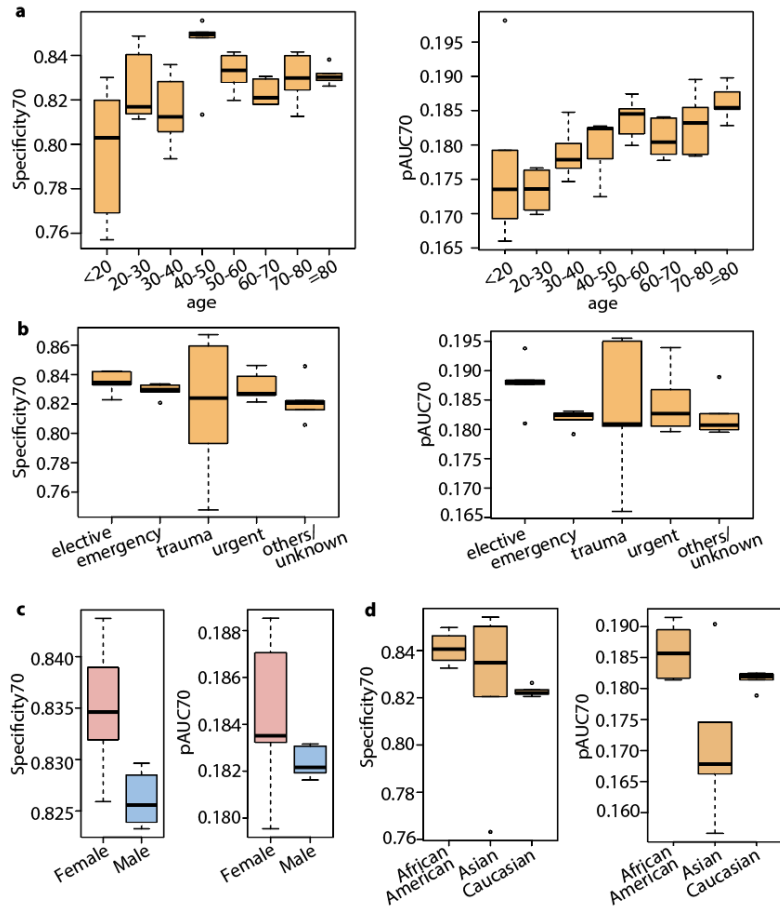 a
Specificity70
0.84
0.82
0.80
0.78
0.76
<20
20-30
30-40
40-50
50-60
60-70
70-80
=80
age
pAUC70
0.195
0.190
0.185
0.180
0.175
0.170
0.165
<20
20-30
30-40
40-50
50-60
60-70
70-80
=80
age
b
Specificity70
0.86
0.84
0.82
0.80
0.78
0.76
elective
emergency
trauma
urgent
others/
unknown
pAUC70
0.195
0.190
0.185
0.180
0.175
0.170
0.165
elective
emergency
trauma
urgent
others/
unknown
c
Specificity70
0.840
0.835
0.830
0.825
Female
Male
pAUC70
0.188
0.186
0.184
0.182
0.180
Female
Male
d
Specificity70
0.84
0.82
0.80
0.76
African
American
Asian
Caucasian
pAUC70
0.190
0.185
0.180
0.175
0.170
0.160
African
American
Asian
Caucasian